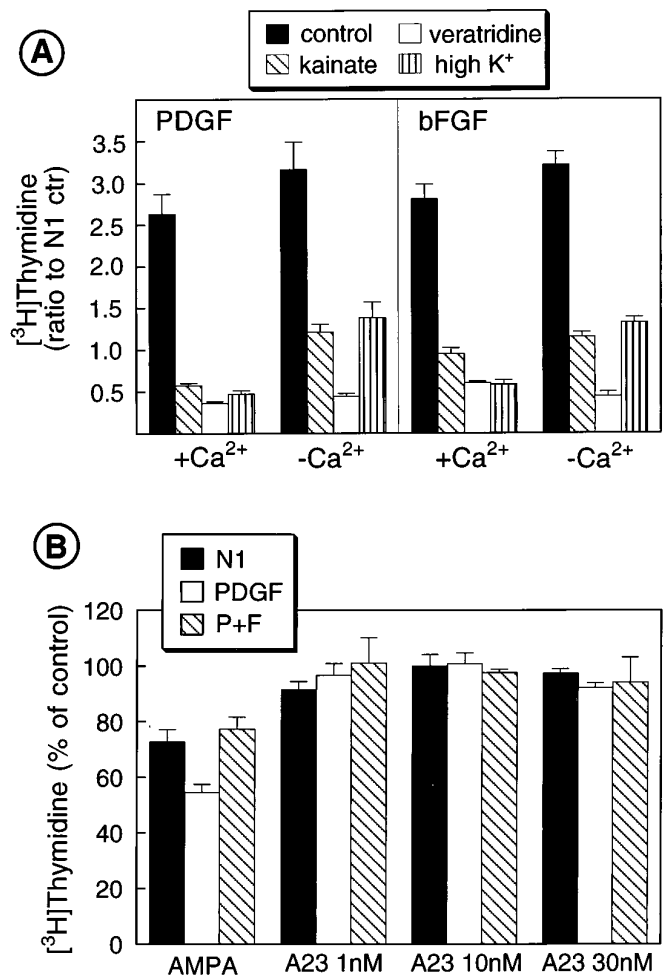 A
control
veratridine
kainate
high K⁺
PDGF
bFGF
[³H]Thymidine
(ratio to N1 ctr)
3.5
3.0
2.5
1.5
1.0
0.5
+Ca²⁺
-Ca²⁺
+Ca²⁺
-Ca²⁺
B
N1
PDGF
P+F
[³H]Thymidine (% of control)
120
100
80
60
40
20
0
AMPA
A23 1nM
A23 10nM
A23 30nM